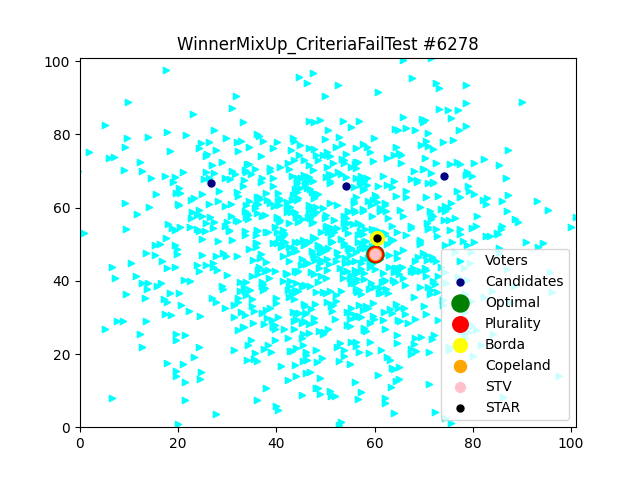 WinnerMixUp_CriteriaFailTest #6278
100
80
60
40
20
0
0 20 40 60 80 100
Voters
Candidates
Optimal
Plurality
Borda
Copeland
STV
STAR